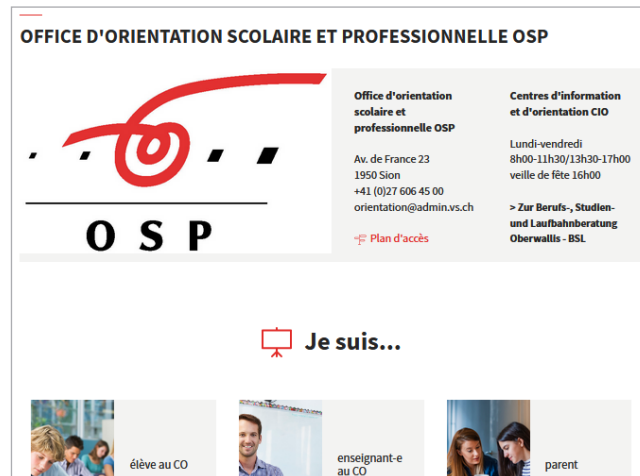 OFFICE D'ORIENTATION SCOLAIRE ET PROFESSIONNELLE OSP
OSP
Office d'orientation
scolaire et
professionnelle OSP
Av. de France 23
1950 Sion
+41 (0)27 606 45 00
orientation@admin.vs.ch
Plan d'accès
Centres d'information
et d'orientation CIO
Lundi-vendredi
8h00-11h30/13h30-17h00
veille de fête 16h00
> Zur Berufs-, Studien-
und Laufbahnberatung
Oberwallis - BSL
Je suis...
élève au CO
enseignant-e
au CO
parent